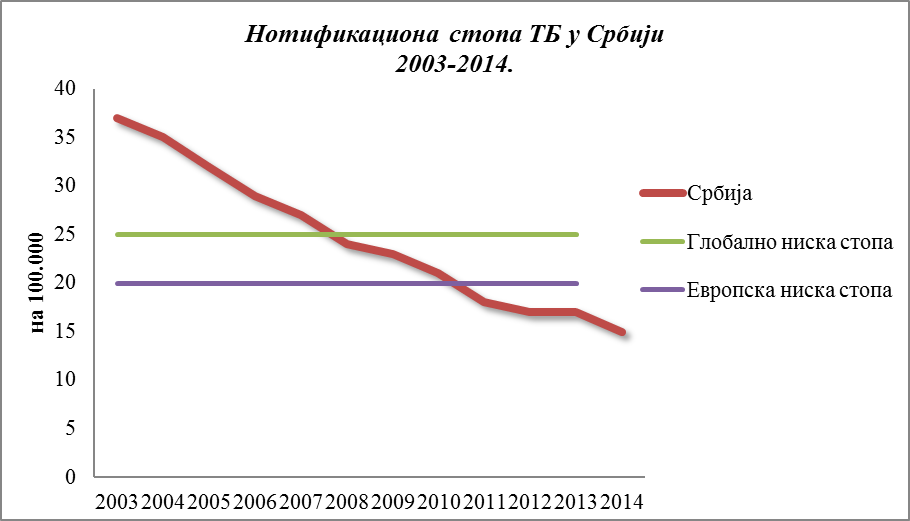 Нотификациона стопа ТБ у Србији
2003-2014.
на 100.000
40
35
30
25
20
15
10
5
0
2003 2004 2005 2006 2007 2008 2009 2010 2011 2012 2013 2014
Србија
Глобално ниска стопа
Европска ниска стопа